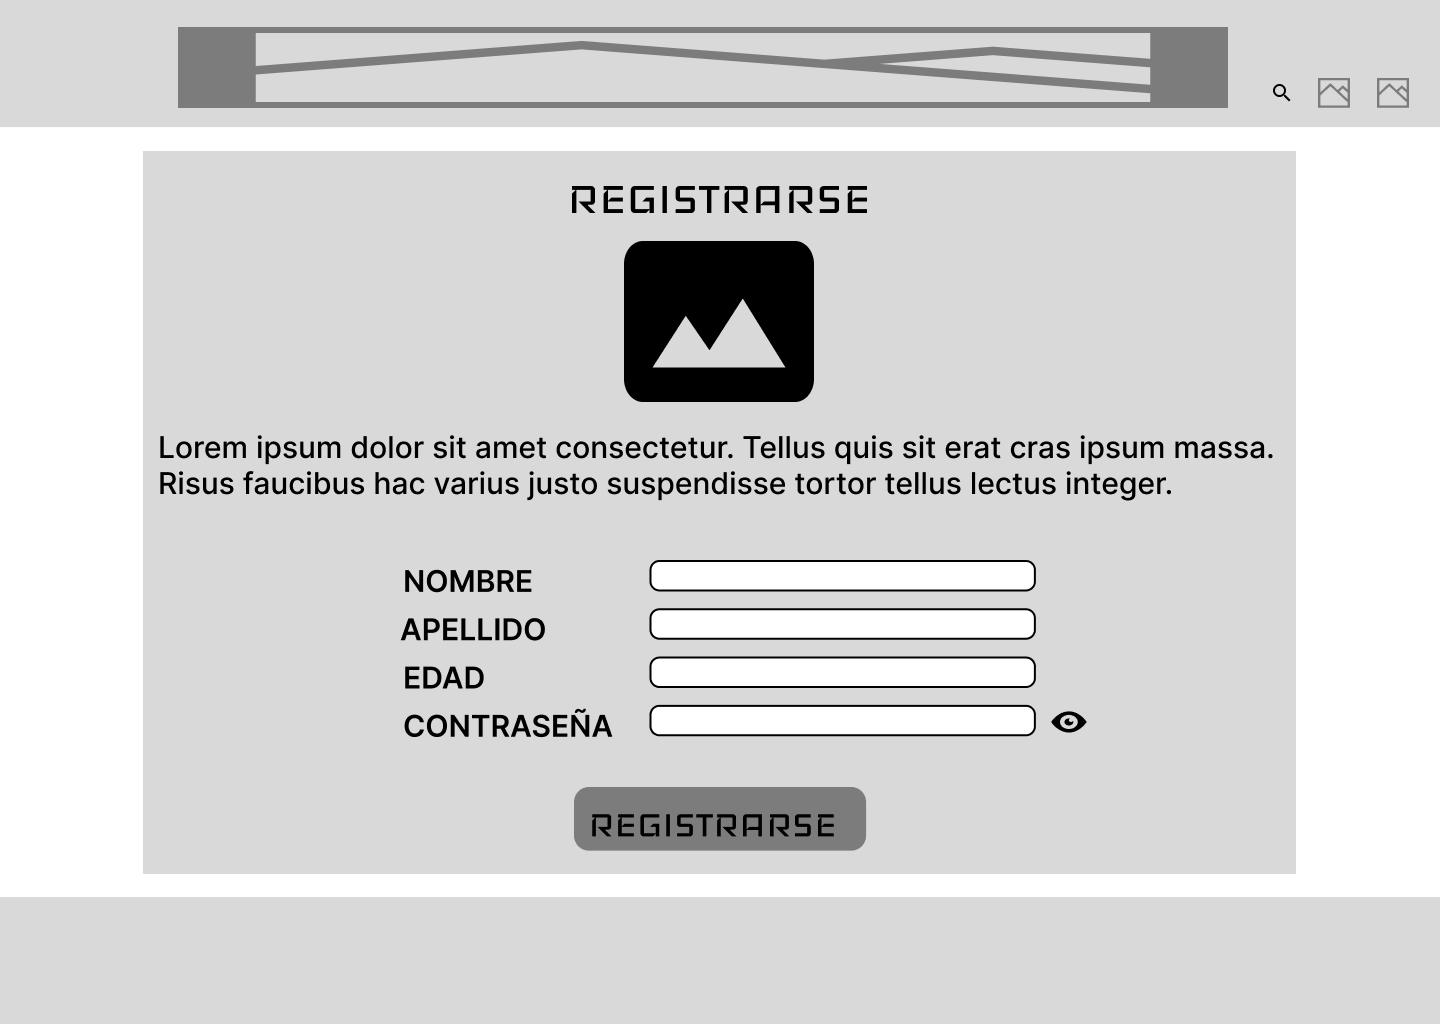 REGISTRARSE
Lorem ipsum dolor sit amet consectetur. Tellus quis sit erat cras ipsum massa.
Risus faucibus hac varius justo suspendisse tortor tellus lectus integer.
NOMBRE
APELLIDO
EDAD
CONTRASEÑA
REGISTRARSE